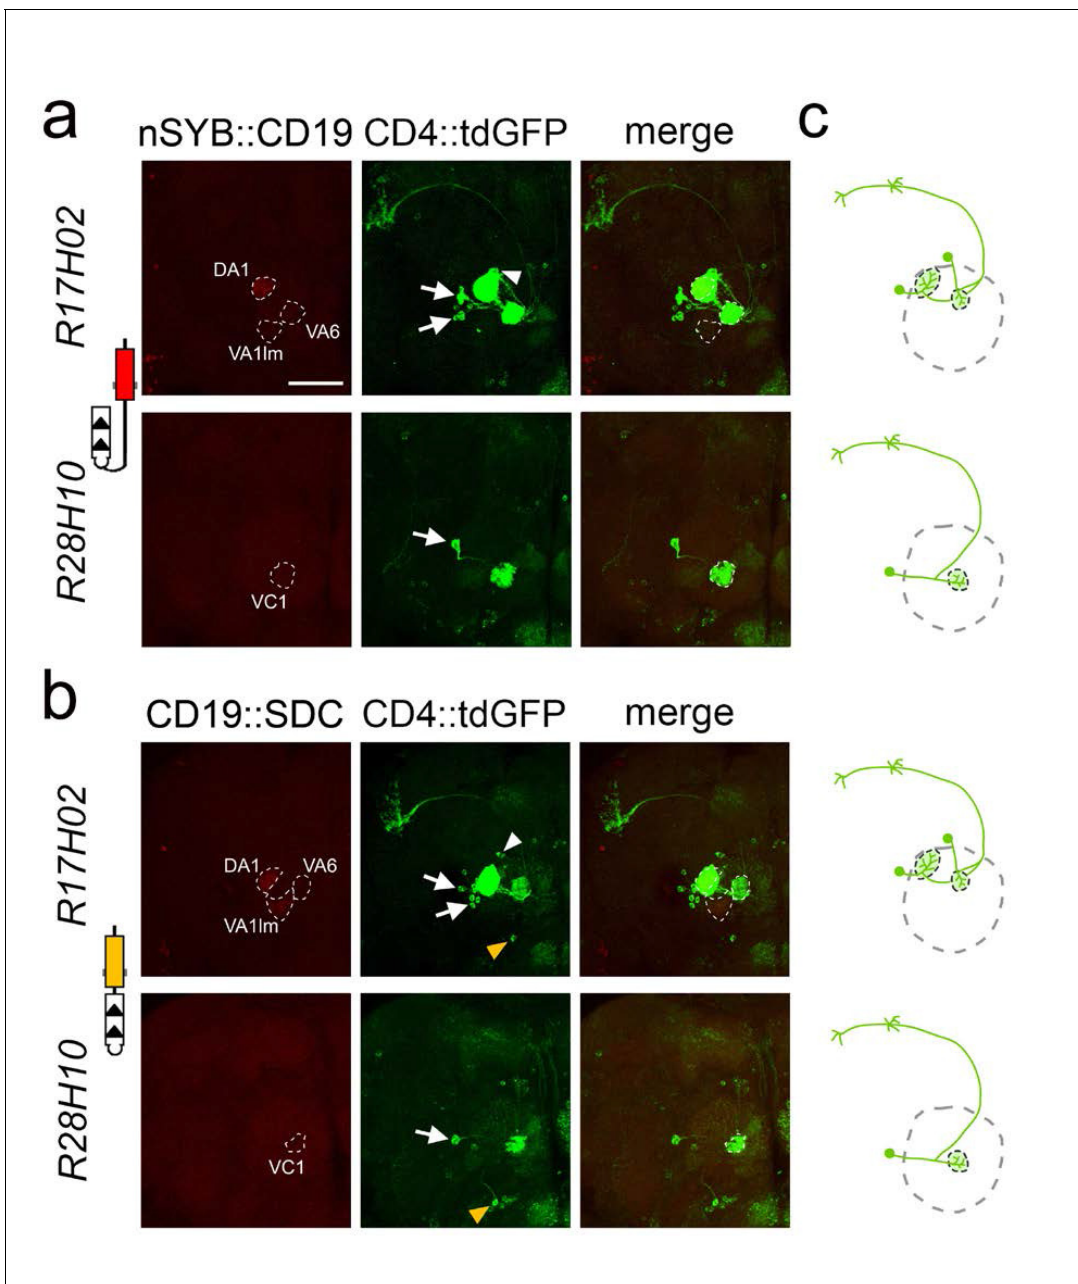 a
c
nSYB::CD19 CD4::tdGFP merge
R17H02
DA1
VA6
VA1lm
R28H10
VC1
b
CD19::SDC CD4::tdGFP merge
R17H02
DA1 VA6
VA1lm
R28H10
VC1